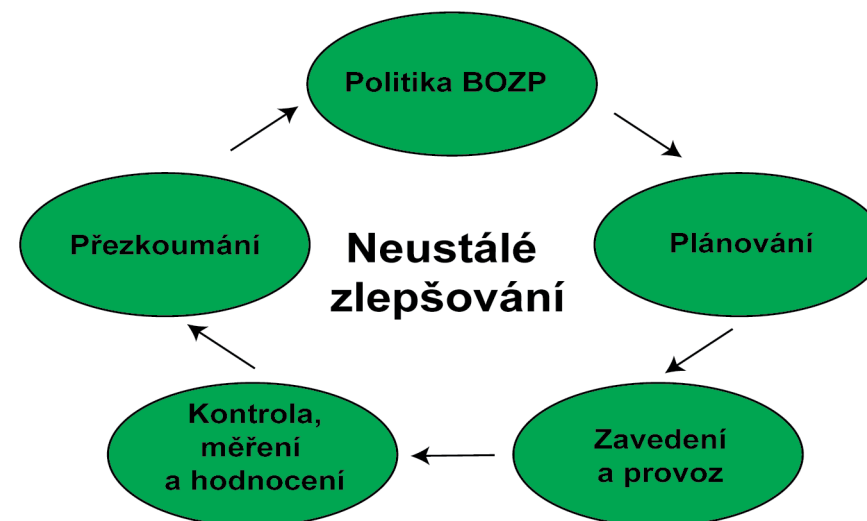 Politika BOZP
Plánování
Zavedení
a provoz
Kontrola,
měření
a hodnocení
Přezkoumání
Neustálé
zlepšování